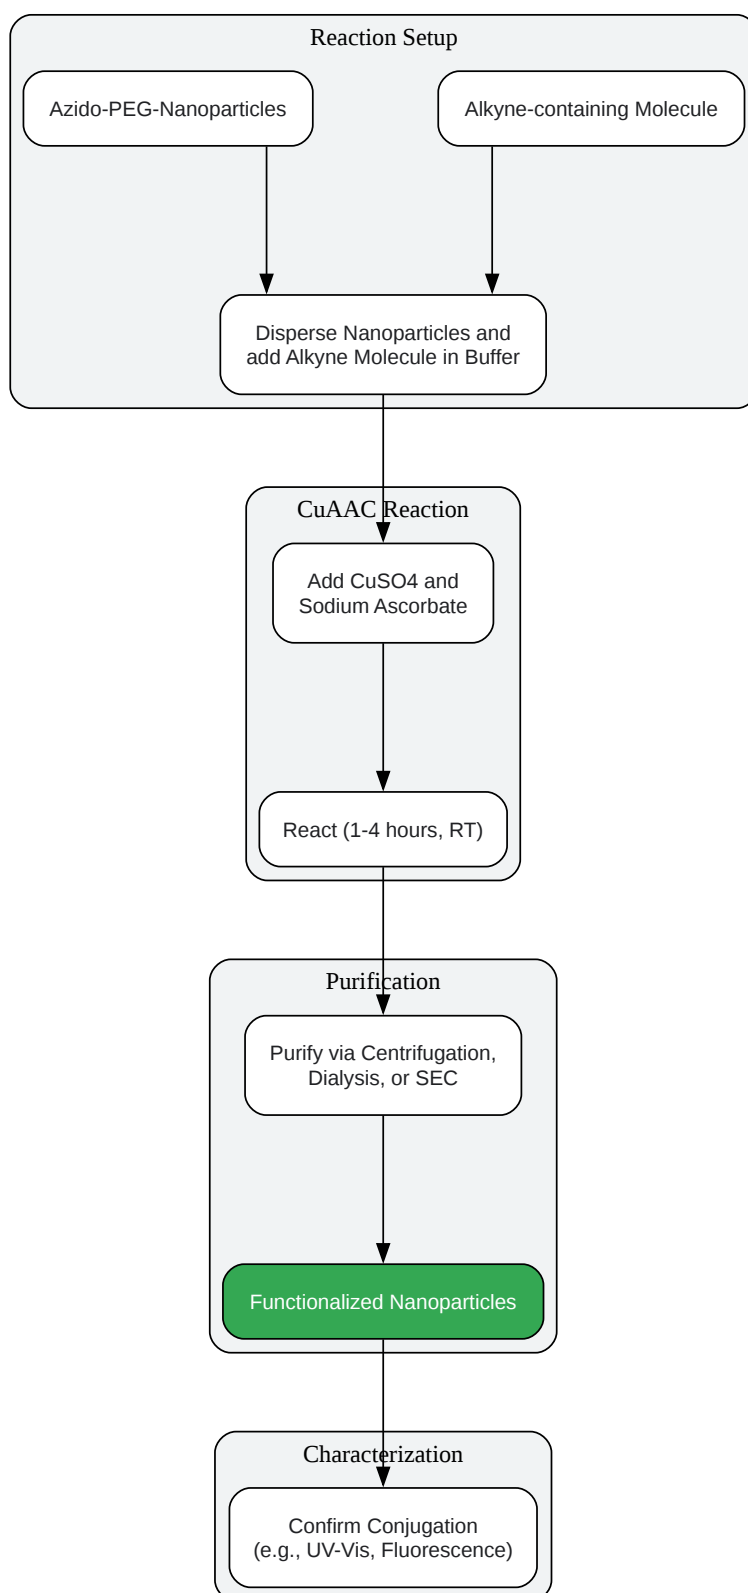 Reaction Setup
Azido-PEG-Nanoparticles
Alkyne-containing Molecule
Disperse Nanoparticles and
add Alkyne Molecule in Buffer
CuAAC Reaction
Add CuSO4 and
Sodium Ascorbate
React (1-4 hours, RT)
Purification
Purify via Centrifugation,
Dialysis, or SEC
Functionalized Nanoparticles
Characterization
Confirm Conjugation
(e.g., UV-Vis, Fluorescence)